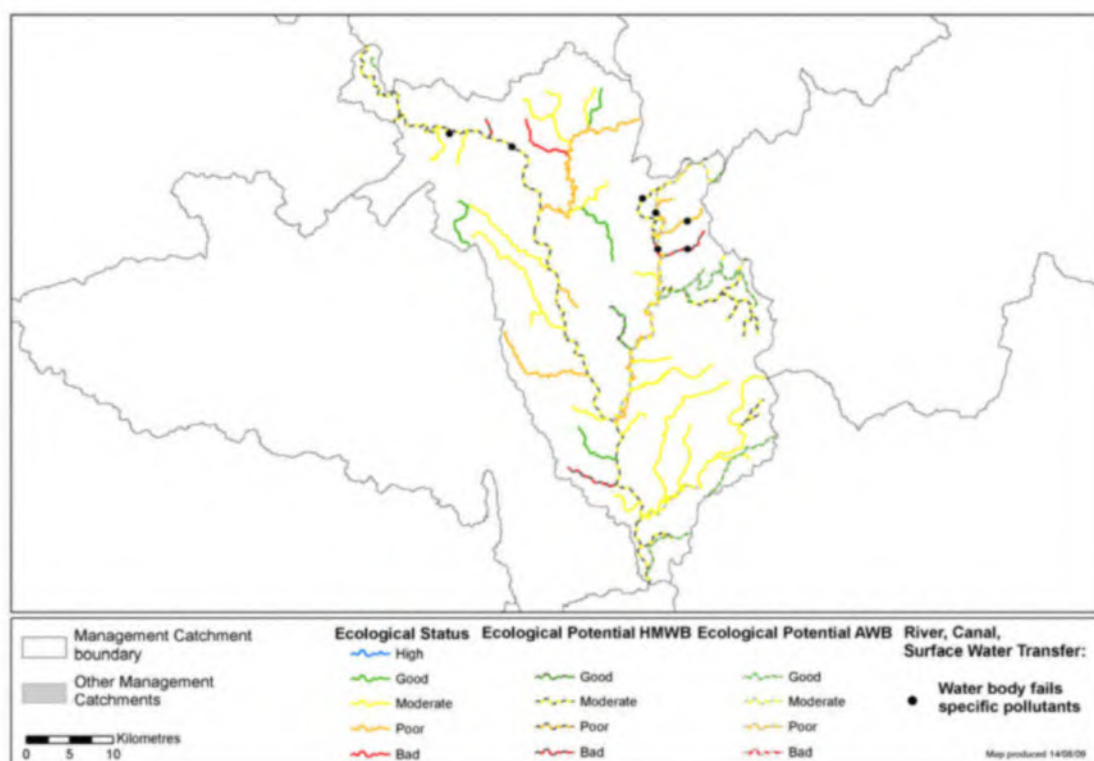 Management Catchment
boundary
Other Management
Catchments
Kilometres
0 5 10
Ecological Status
High
Good
Moderate
Poor
Bad
Ecological Potential HMWB
Good
Moderate
Poor
Bad
Ecological Potential AWB
Good
Moderate
Poor
Bad
River, Canal,
Surface Water Transfer:
Water body fails
specific pollutants
Map produced 14/08/09